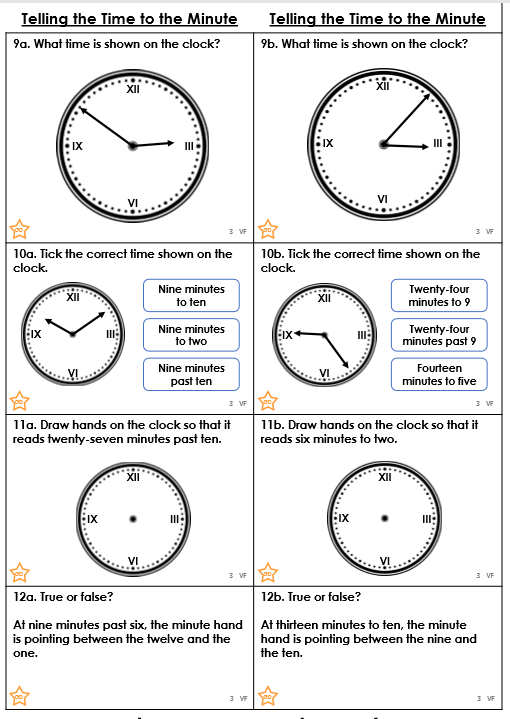 Telling the Time to the Minute
Telling the Time to the Minute
9a. What time is shown on the clock?
XII
IX
III
VI
GD
3 VF
9b. What time is shown on the clock?
XII
IX
III
VI
GD
3 VF
10a. Tick the correct time shown on the
clock.
XII
IX
III
VI
Nine minutes
to ten
Nine minutes
to two
Nine minutes
past ten
GD
3 VF
10b. Tick the correct time shown on the
clock.
XII
IX
III
VI
Twenty-four
minutes to 9
Twenty-four
minutes past 9
Fourteen
minutes to five
GD
3 VF
11a. Draw hands on the clock so that it
reads twenty-seven minutes past ten.
XII
IX
III
VI
GD
3 VF
11b. Draw hands on the clock so that it
reads six minutes to two.
XII
IX
III
VI
GD
3 VF
12a. True or false?
At nine minutes past six, the minute hand
is pointing between the twelve and the
one.
GD
3 VF
12b. True or false?
At thirteen minutes to ten, the minute
hand is pointing between the nine and
the ten.
GD
3 VF